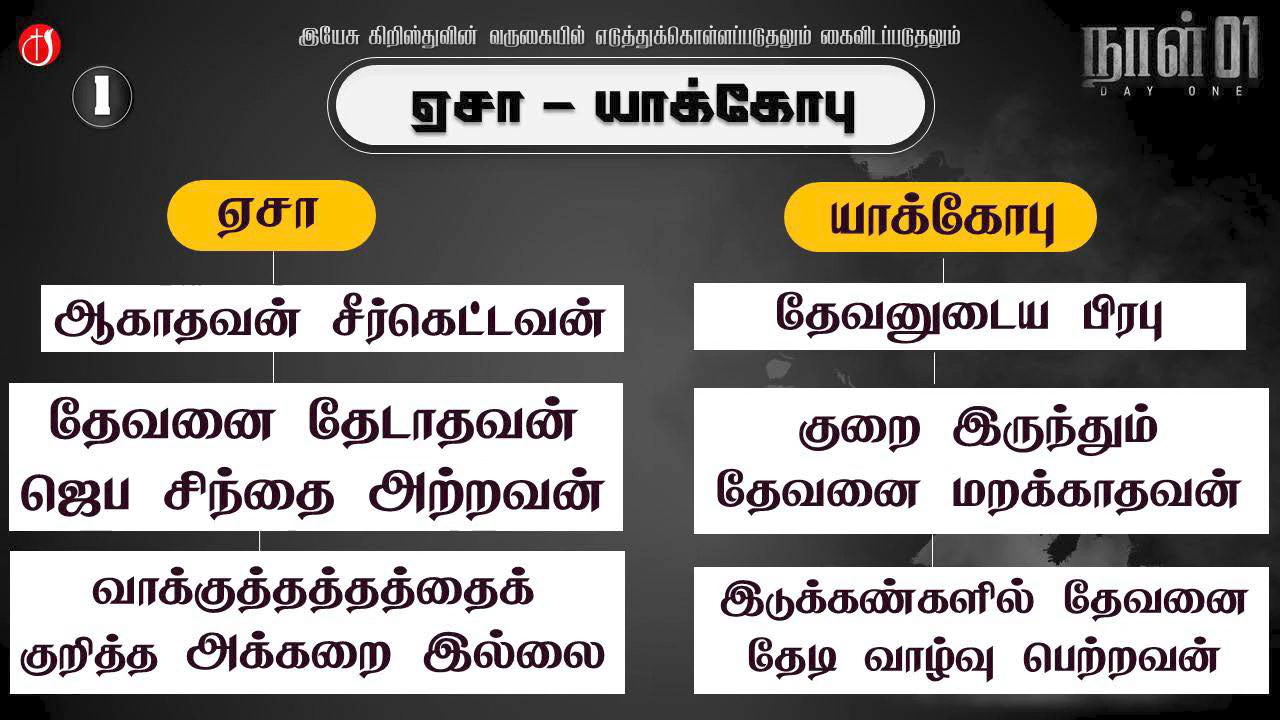 இயேசு கிறிஸ்துவின் வருகையில் எடுத்துக்கொள்ளப்படுதலும் கைவிடப்படுதலும்
நாள் 01
DAY ONE
1
ஏசா - யாக்கோபு
ஏசா
ஆகாதவன் சீர்கெட்டவன்
தேவனை தேடாதவன்
ஜெப சிந்தை அற்றவன்
வாக்குத்தத்தத்தைக்
குறித்த அக்கறை இல்லை
யாக்கோபு
தேவனுடைய பிரபு
குறை இருந்தும்
தேவனை மறக்காதவன்
இடுக்கண்களில் தேவனை
தேடி வாழ்வு பெற்றவன்